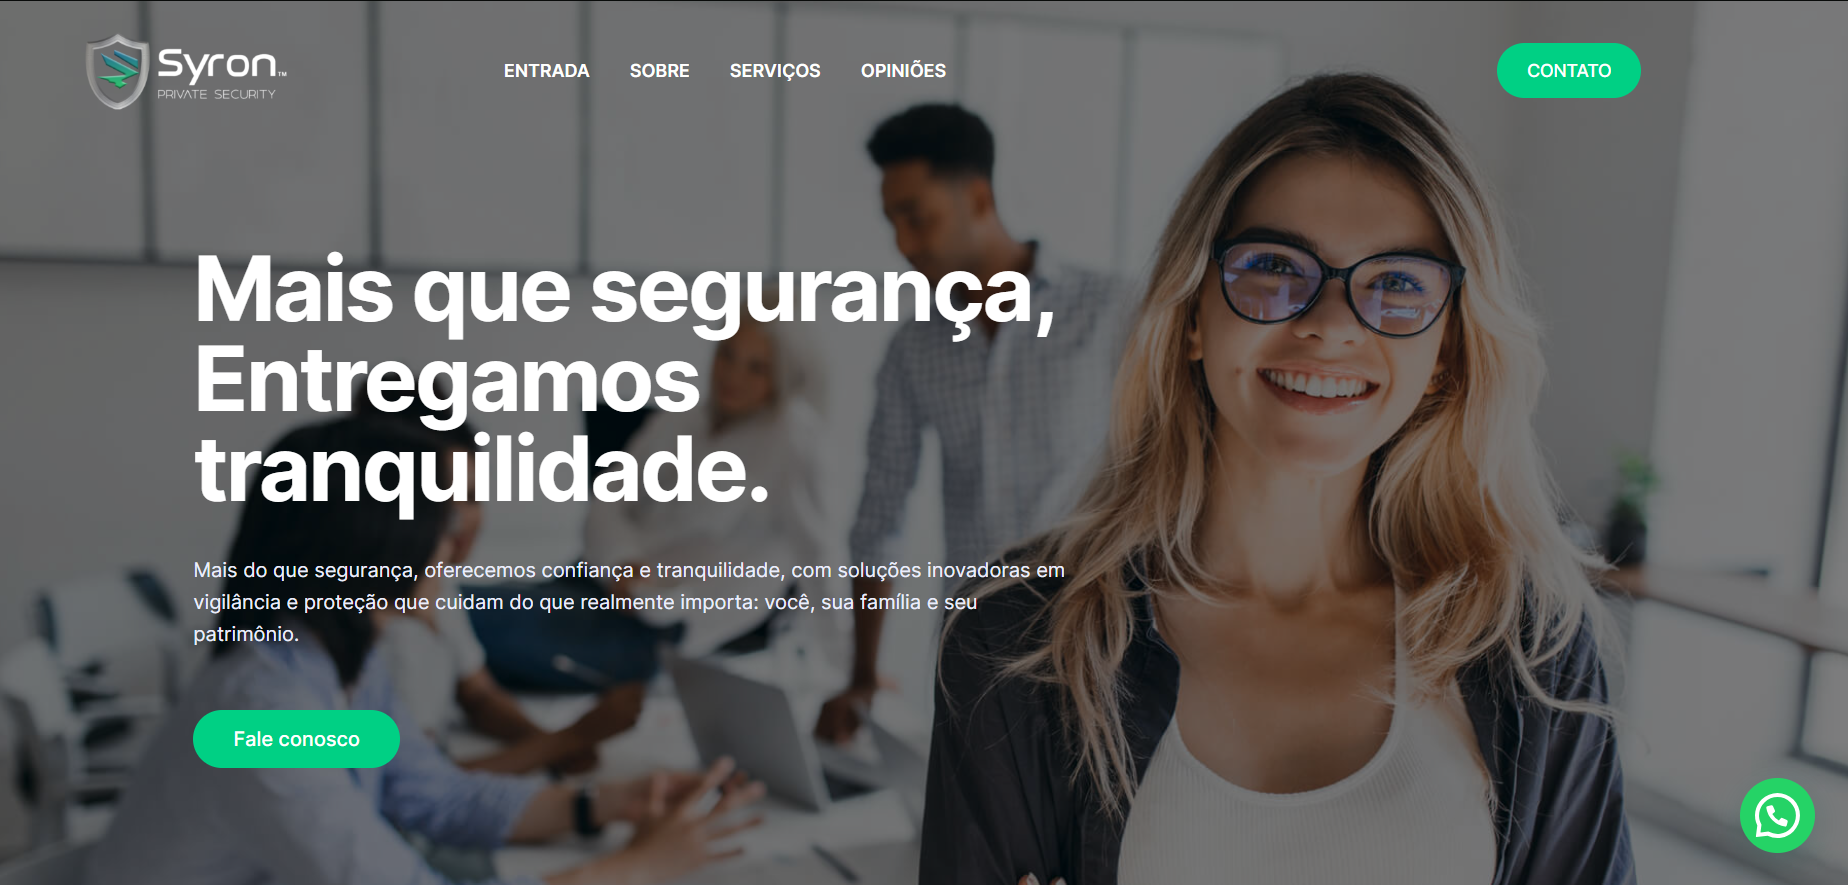 Syron™
PRIVATE SECURITY
ENTRADA
SOBRE
SERVIÇOS
OPINIÕES
CONTATO
Mais que segurança,
Entregamos
tranquilidade.
Mais do que segurança, oferecemos confiança e tranquilidade, com soluções inovadoras em
vigilância e proteção que cuidam do que realmente importa: você, sua família e seu
patrimônio.
Fale conosco